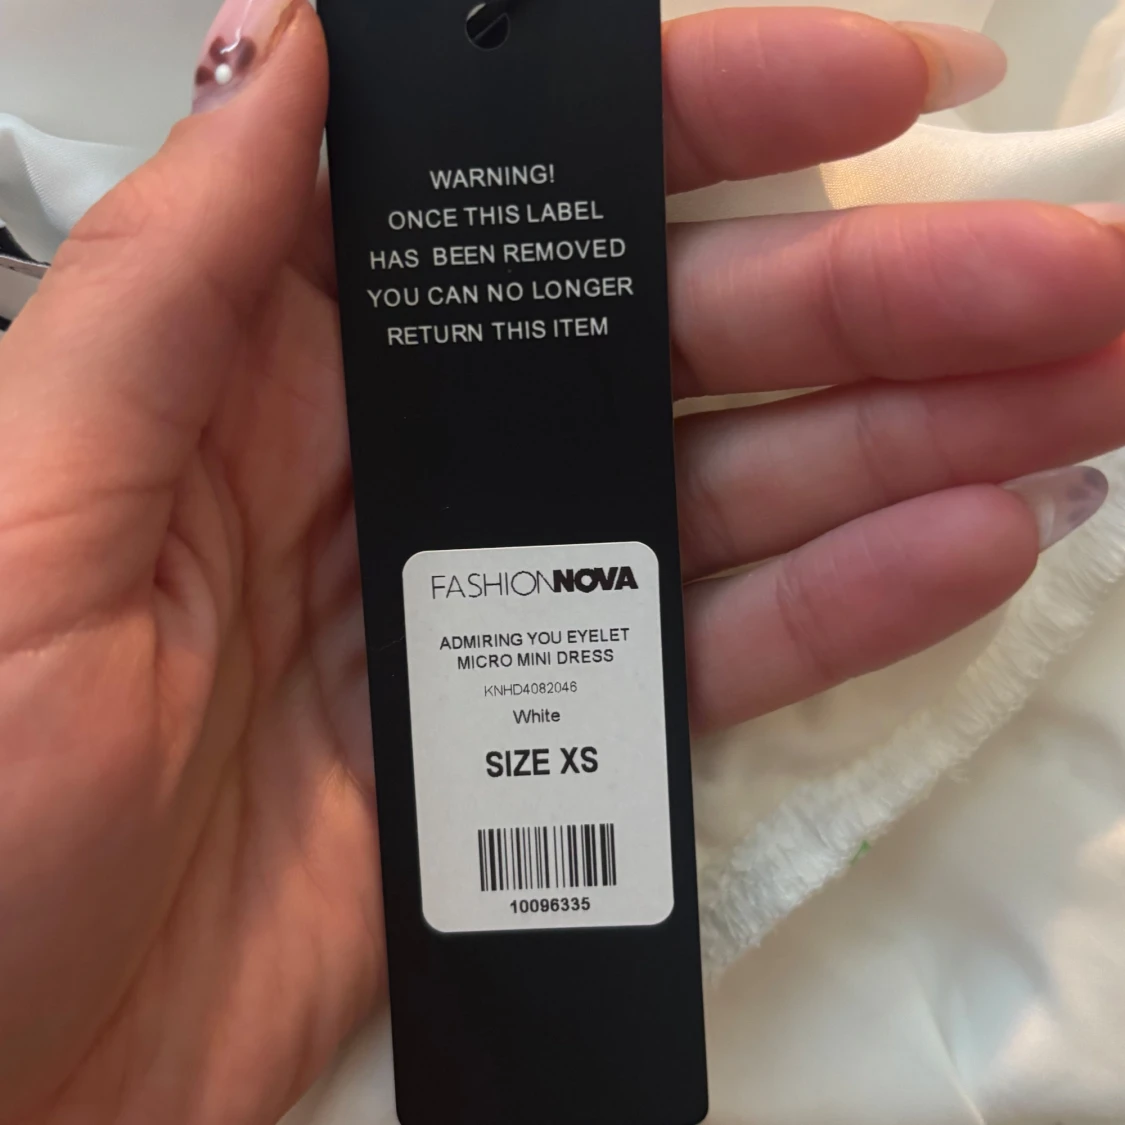 WARNING!
ONCE THIS LABEL
HAS BEEN REMOVED
YOU CAN NO LONGER
RETURN THIS ITEM
FASHIONNOVA
ADMIRING YOU EYELET
MICRO MINI DRESS
KNHD4082046
White
SIZE XS
10096335